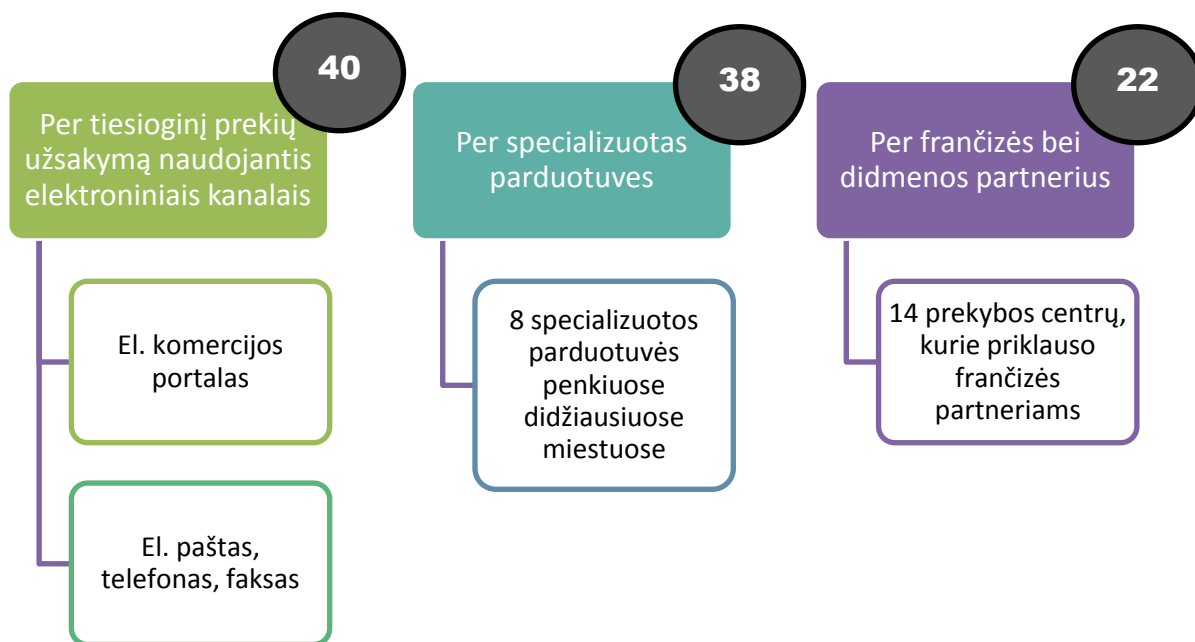 40
Per tiesioginį prekių
užsakymą naudojantis
elektroniniais kanalais
El. komercijos
portalas
El. paštas,
telefonas, faksas
38
Per specializuotas
parduotuves
8 specializuotos
parduotuvės
penkiuose
didžiausiuose
miestuose
22
Per frančizės bei
didmenos partnerius
14 prekybos centrų,
kurie priklauso
frančizės
partneriams